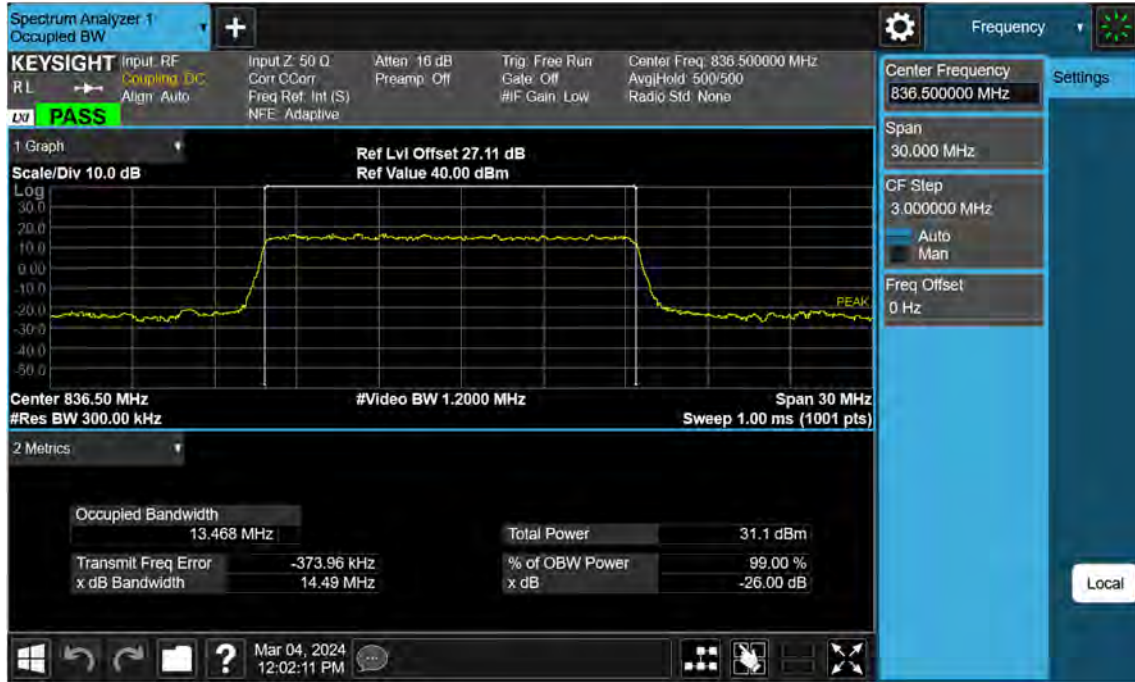 Spectrum Analyzer 1
Occupied BW
+
Frequency
KEYSIGHT
RL
LXI
PASS
Input: RF
Coupling: DC
Align: Auto
Input Z: 50 Ω
Corr CCorr
Freq Ref: Int (S)
NFE: Adaptive
Atten: 16 dB
Preamp: Off
Trig: Free Run
Gate: Off
#IF Gain: Low
Center Freq: 836.500000 MHz
Avg|Hold: 500/500
Radio Std: None
Center Frequency
836.500000 MHz
Settings
Span
30.000 MHz
CF Step
3.000000 MHz
Auto
Man
Freq Offset
0 Hz
Local
1 Graph
Scale/Div 10.0 dB
Ref Lvl Offset 27.11 dB
Ref Value 40.00 dBm
Log
30.0
20.0
10.0
0.00
-10.0
-20.0
-30.0
-40.0
-50.0
PEAK
Center 836.50 MHz
#Video BW 1.2000 MHz
Span 30 MHz
#Res BW 300.00 kHz
Sweep 1.00 ms (1001 pts)
2 Metrics
Occupied Bandwidth
13.468 MHz
Total Power
31.1 dBm
Transmit Freq Error
-373.96 kHz
% of OBW Power
99.00 %
x dB Bandwidth
14.49 MHz
x dB
-26.00 dB
?
Mar 04, 2024
12:02:11 PM